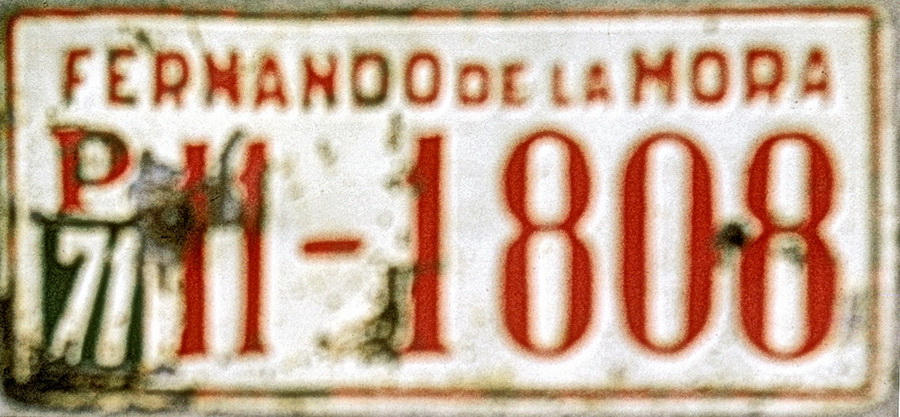 FERNANDO DE LA MORA
P 11-1808
71